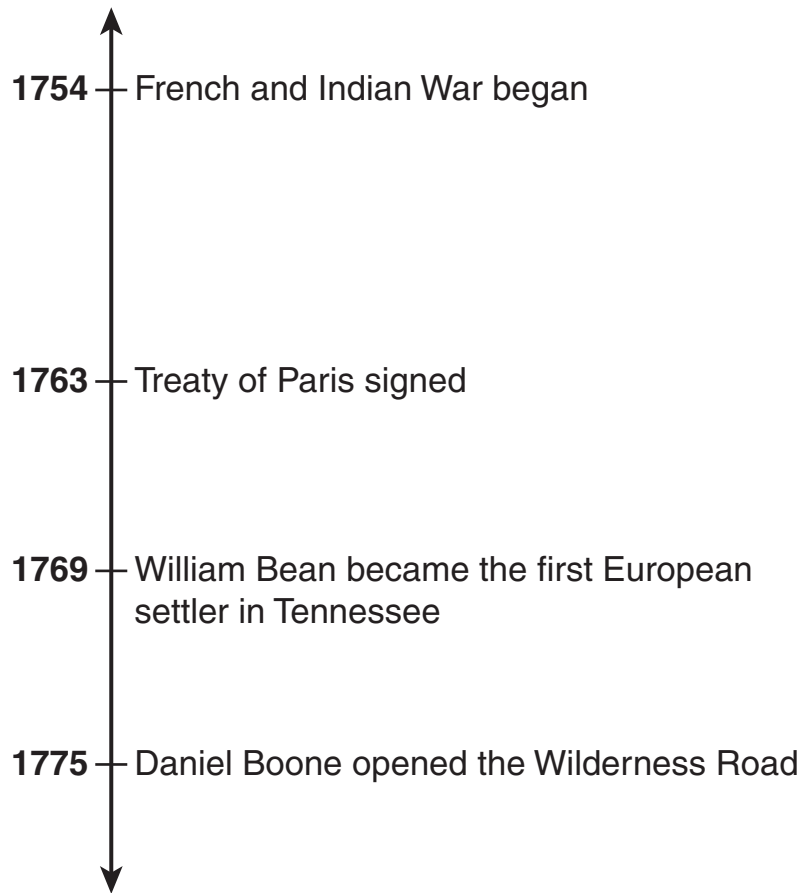 1754 French and Indian War began
1763 Treaty of Paris signed
1769 William Bean became the first European
settler in Tennessee
1775 Daniel Boone opened the Wilderness Road